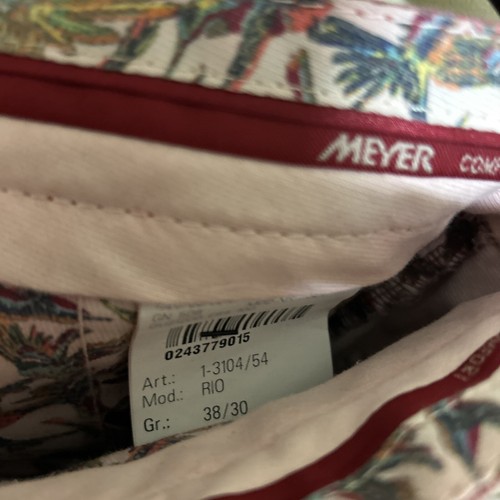 MEYER
0243779015
Art.: 1-3104/54
Mod.: RIO
Gr.: 38/30